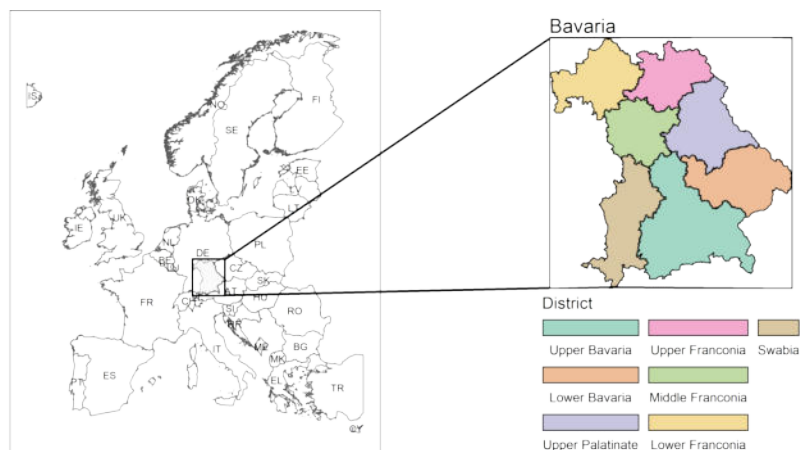 Bavaria
IS
NO
FI
SE
EE
LV
LT
DK
IE
UK
NL
BE
LU
DE
PL
CZ
SK
FR
CH
AT
HU
SI
HR
RO
IT
ME
BG
MK
PT
ES
EL
TR
CY
District
Upper Bavaria
Upper Franconia
Swabia
Lower Bavaria
Middle Franconia
Upper Palatinate
Lower Franconia